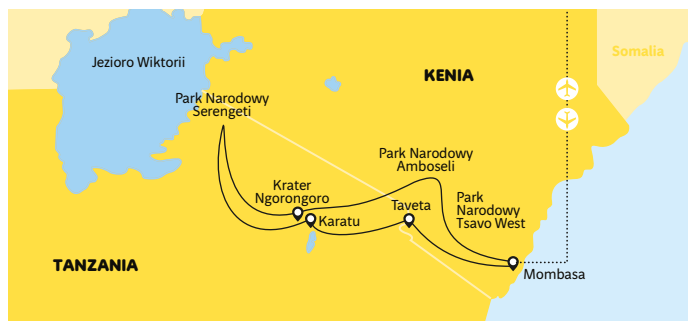 Jezioro Wiktorii
KENIA
Somalia
Park Narodowy
Serengeti
Park Narodowy
Amboseli
Krater
Ngorongoro
Karatu
Taveta
Park
Narodowy
Tsavo West
TANZANIA
Mombasa